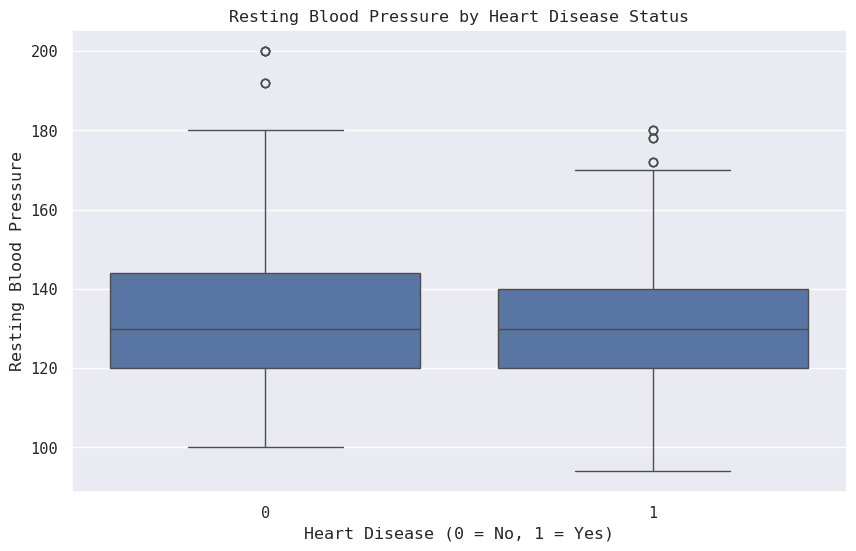 Resting Blood Pressure by Heart Disease Status
Resting Blood Pressure
200
180
160
140
120
100
0
1
Heart Disease (0 = No, 1 = Yes)